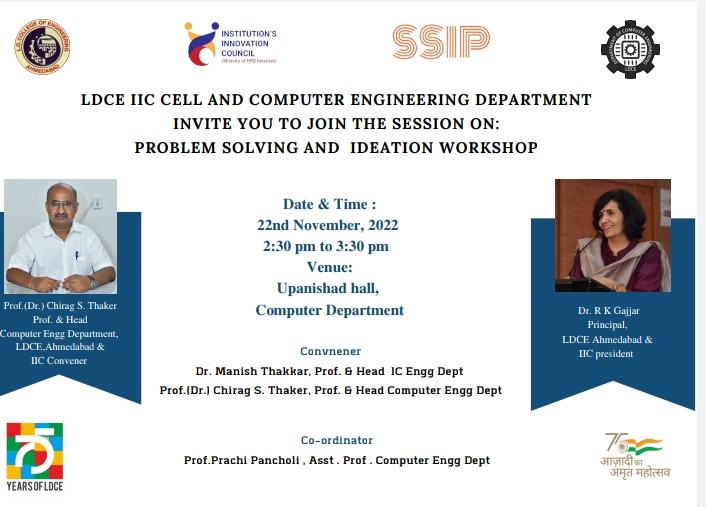 L.D. COLLEGE OF ENGINEERING
AHMEDABAD
INSTITUTION'S
INNOVATION
COUNCIL
(Ministry of HRD Initiative)
SSIP
DEPARTMENT OF COMPUTER ENGINEERING
LDCE
LDCE IIC CELL AND COMPUTER ENGINEERING DEPARTMENT
INVITE YOU TO JOIN THE SESSION ON:
PROBLEM SOLVING AND IDEATION WORKSHOP
Date & Time :
22nd November, 2022
2:30 pm to 3:30 pm
Venue:
Upanishad hall,
Computer Department
Prof.(Dr.) Chirag S. Thaker
Prof. & Head
Computer Engg Department,
LDCE,Ahmedabad &
IIC Convener
Dr. R K Gajjar
Principal,
LDCE Ahmedabad &
IIC president
Convnener
Dr. Manish Thakkar, Prof. & Head IC Engg Dept
Prof.(Dr.) Chirag S. Thaker, Prof. & Head Computer Engg Dept
Co-ordinator
Prof.Prachi Pancholi , Asst . Prof . Computer Engg Dept
75
YEARS OF LDCE
75
आज़ादी का
अमृत महोत्सव